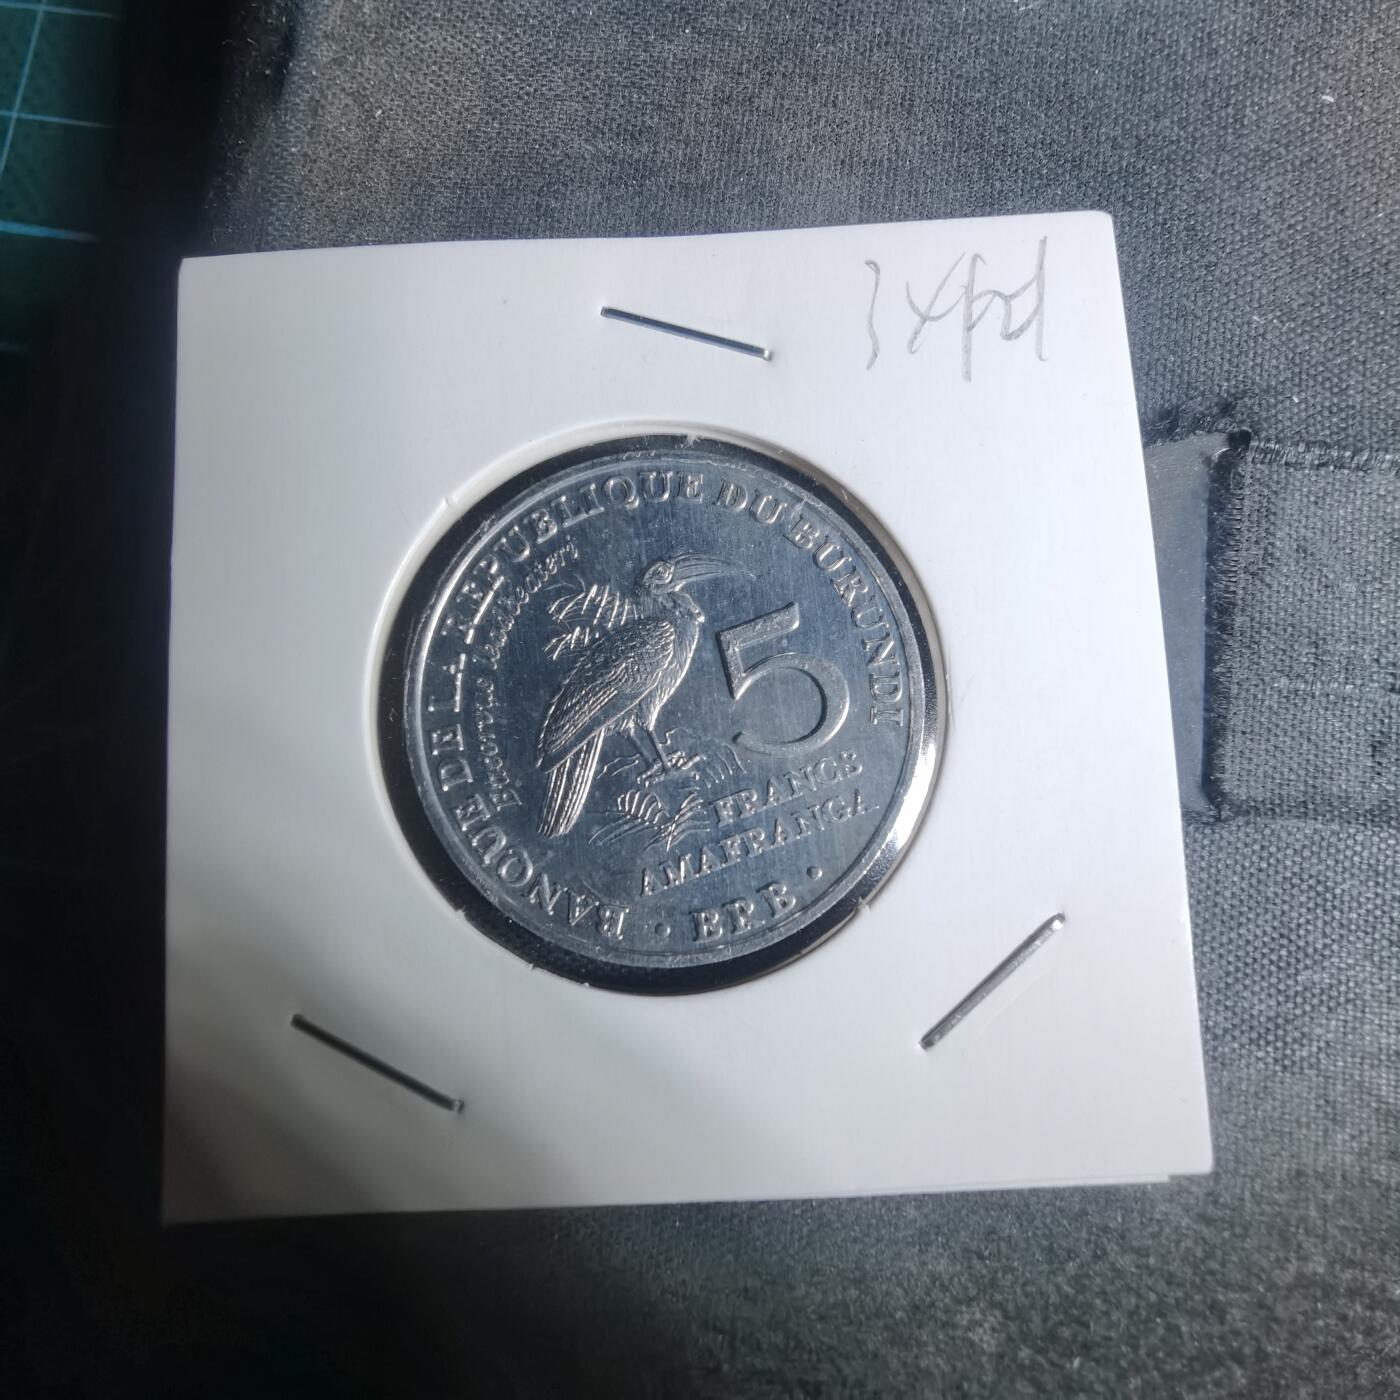 BANQUE DE LA REPUBLIQUE DU BURUNDI
Bucorvus leadbeateri
5
FRANCS
AMAFRANGA
• BRB •